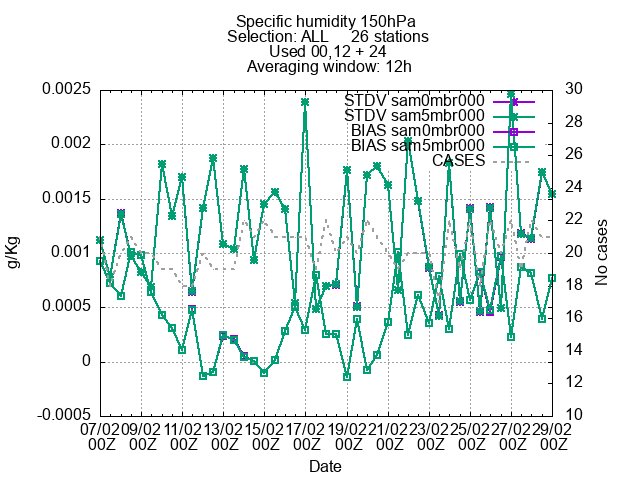 Specific humidity 150hPa
Selection: ALL 26 stations
Used 00,12 + 24
Averaging window: 12h
STDV sam0mbr000
STDV sam5mbr000
BIAS sam0mbr000
BIAS sam5mbr000
CASES
g/Kg
0.0025
0.002
0.0015
0.001
0.0005
0
-0.0005
No cases
30
28
26
24
22
20
18
16
14
12
10
07/02 09/02 11/02 13/02 15/02 17/02 19/02 21/02 23/02 25/02 27/02 29/02
00Z 00Z 00Z 00Z 00Z 00Z 00Z 00Z 00Z 00Z 00Z 00Z
Date